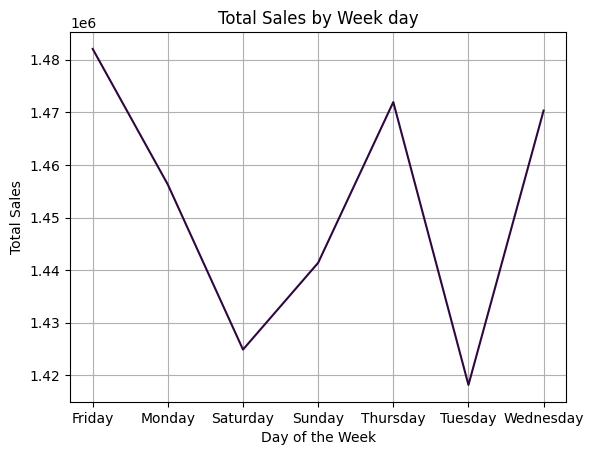 Total Sales by Week day
1e6
1.48
1.47
1.46
1.45
1.44
1.43
1.42
Total Sales
Friday Monday Saturday Sunday Thursday Tuesday Wednesday
Day of the Week